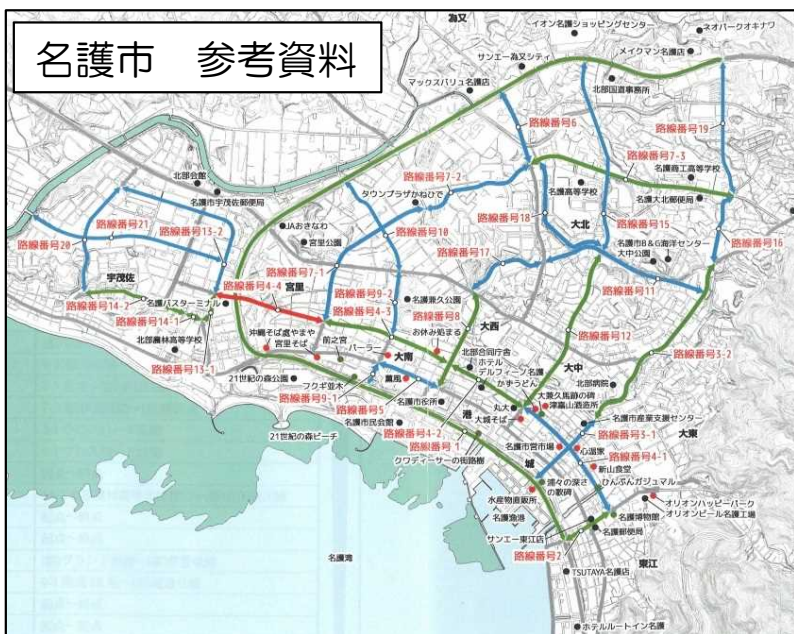 名護市　参考資料
為又
イオン名護ショッピングセンター
ネオパークオキナワ
サンエー為又シティ
メイクマン名護店
マックスバリュ名護店
北部国道事務所
路線番号6
路線番号19
路線番号7-3
名護商工高等学校
北部会館
路線番号7-2
名護高等学校
名護大北郵便局
名護市宇茂佐郵便局
タウンプラザかねひで
路線番号18
大北
路線番号15
路線番号21
路線番号13-2
JAおきなわ
宮里公園
路線番号10
名護市B&G海洋センター
大中公園
路線番号16
路線番号20
路線番号17
宇茂佐
路線番号7-1
路線番号9-2
路線番号11
路線番号4-4
宮里
名護兼久公園
路線番号14-2
名護バスターミナル
路線番号4-3
路線番号8
大西
路線番号14-1
お休み処まる
路線番号12
沖縄そば處やまや
宮里そば
前之宮
パーラー
大南
北部合同庁舎
北部農林高等学校
ホテル
デルフィーノ名護
大中
路線番号3-2
路線番号13-1
薫風
かずうどん
北部病院
21世紀の森公園
フクギ並木
大兼久馬跡の碑
路線番号9-1
名護市役所
丸大
津嘉山酒造所
路線番号5
港
大城そば
名護市産業支援センター
名護市民会館
路線番号4-2
路線番号3-1
大東
21世紀の森ビーチ
路線番号1
名護市営市場
心溜家
路線番号4-1
クワディーサーの街路樹
城
新山食堂
浦々の深さの歌碑
ひんぷんガジュマル
水産物直販所
オリオンハッピーパーク
オリオンビール名護工場
名護漁港
名護博物館
サンエー東江店
名護郵便局
名護湾
路線番号2
東江
TSUTAYA名護店
ホテルルートイン名護